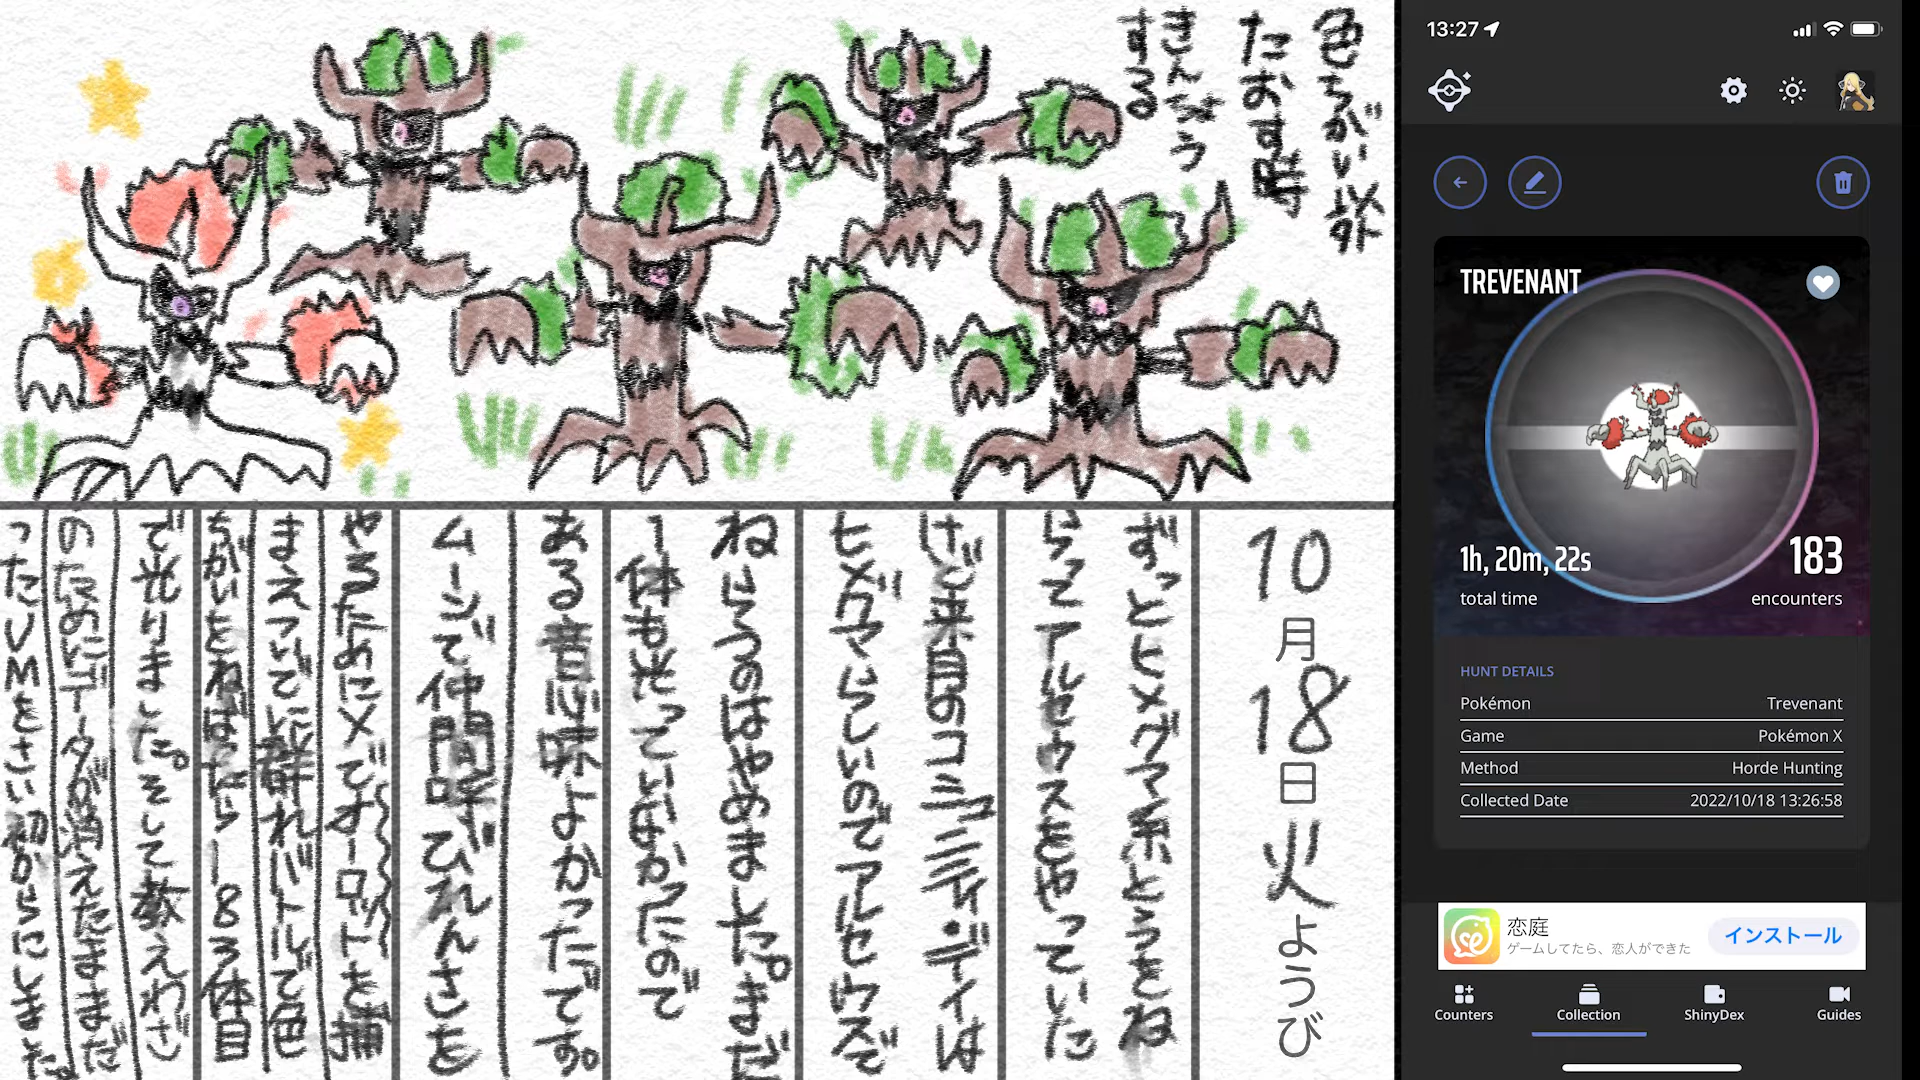 色ちがい以外
たおす時
きんちょう
する
10月18日火ようび
ずっとヒメグマ系とうをね
らってアルセウスをやっていた
けど来月のコミュニティデイは
ヒメグマらしいのでアルセウスで
ねらうのはやめました。まだ
1体も光っていなかったので
ある意味よかったです。
ムーンで仲間呼びれんさを
やるためにXでオーロットを捕
まえついでに群れバトルで色
ちがいをねばったら183体目
で光りました。そして教えわざ
のためにデータが消えたままだ
ったUMをさい初からにしました
13:27
TREVENANT
1h, 20m, 22s
total time
183
encounters
HUNT DETAILS
Pokémon Trevenant
Game Pokémon X
Method Horde Hunting
Collected Date 2022/10/18 13:26:58
恋庭
ゲームしてたら、恋人ができた
インストール
Counters
Collection
ShinyDex
Guides